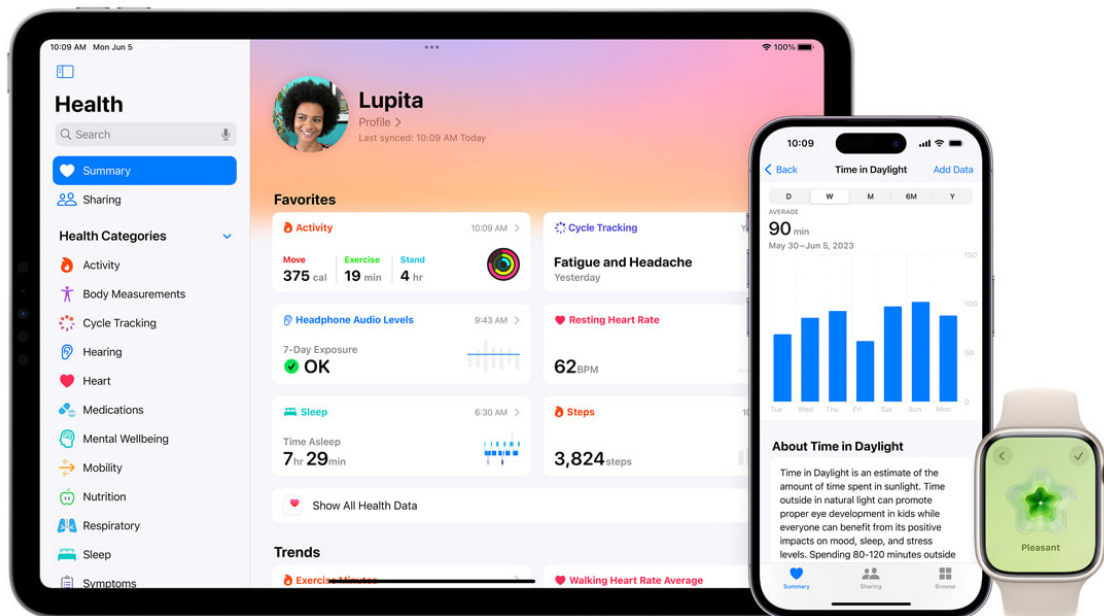 10:09 AM Mon Jun 5
100%
Health
Search
Summary
Sharing
Health Categories
Activity
Body Measurements
Cycle Tracking
Hearing
Heart
Medications
Mental Wellbeing
Mobility
Nutrition
Respiratory
Sleep
Symptoms
Lupita
Profile >
Last synced: 10:09 AM Today
Favorites
Activity 10:09 AM >
Move Exercise Stand
375 cal 19 min 4 hr
Cycle Tracking
Fatigue and Headache
Yesterday
Headphone Audio Levels 9:43 AM >
7-Day Exposure
OK
Resting Heart Rate
62 BPM
Sleep 6:30 AM >
Time Asleep
7 hr 29 min
Steps
3,824 steps
Show All Health Data
Trends
Exercise Minutes
Walking Heart Rate Average
10:09
< Back Time in Daylight Add Data
D W M 6M Y
AVERAGE
90 min
May 30–Jun 5, 2023
150
100
50
0
Tue Wed Thu Fri Sat Sun Mon
About Time in Daylight
Time in Daylight is an estimate of the
amount of time spent in sunlight. Time
outside in natural light can promote
proper eye development in kids while
everyone can benefit from its positive
impacts on mood, sleep, and stress
levels. Spending 80-120 minutes outside
Summary Sharing Browse
Pleasant